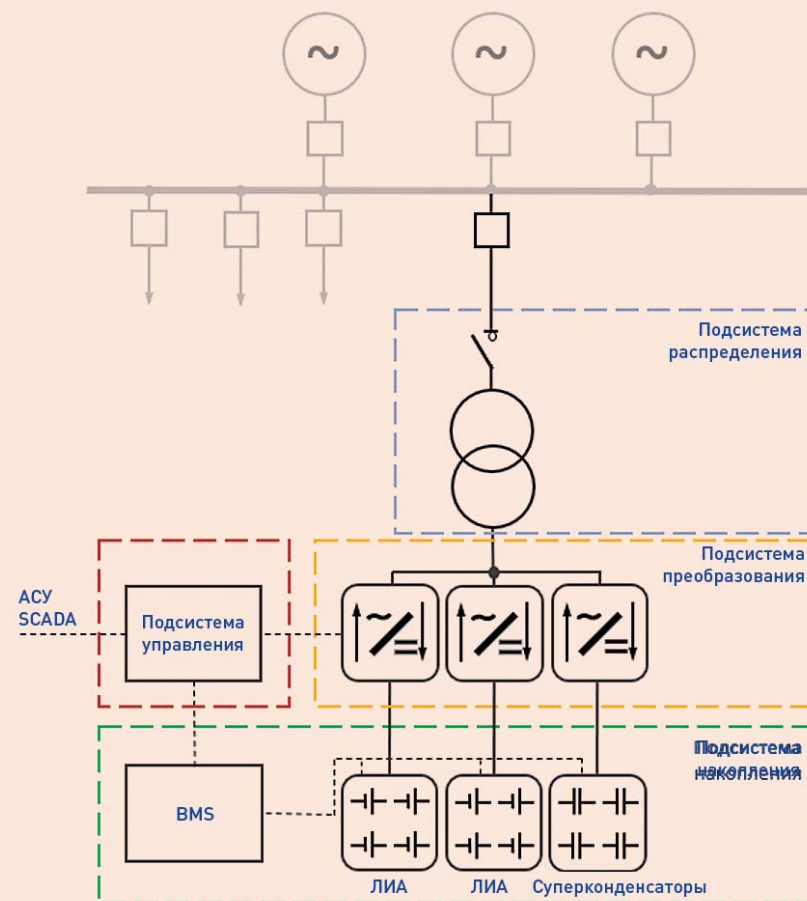 Подсистема
распределения
Подсистема
преобразования
АСУ
SCADA
Подсистема
управления
Подсистема
накопления
BMS
ЛИА
ЛИА
Суперконденсаторы